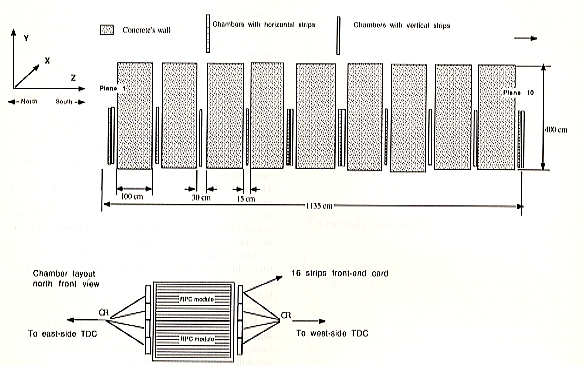 Y
X
Z
North
South
Concrete's wall
Chambers with horizontal strips
Chambers with vertical strips
Plane 1
Plane 10
400 cm
100 cm
30 cm
15 cm
1135 cm
Chamber layout
north front view
16 strips front-end card
RPC module
RPC module
To east-side TDC
To west-side TDC